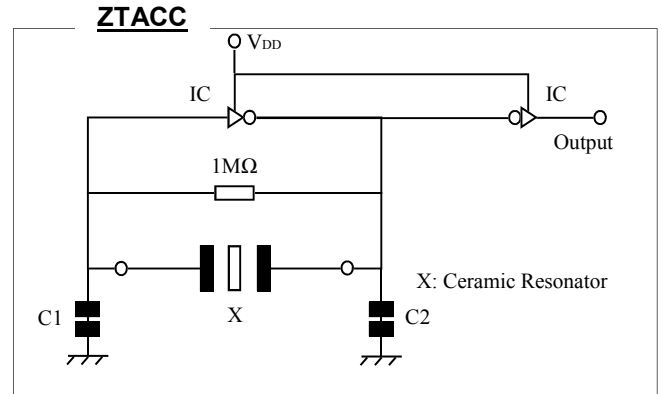 ZTACC
VDD
IC
IC
Output
1MΩ
X: Ceramic Resonator
C1
X
C2